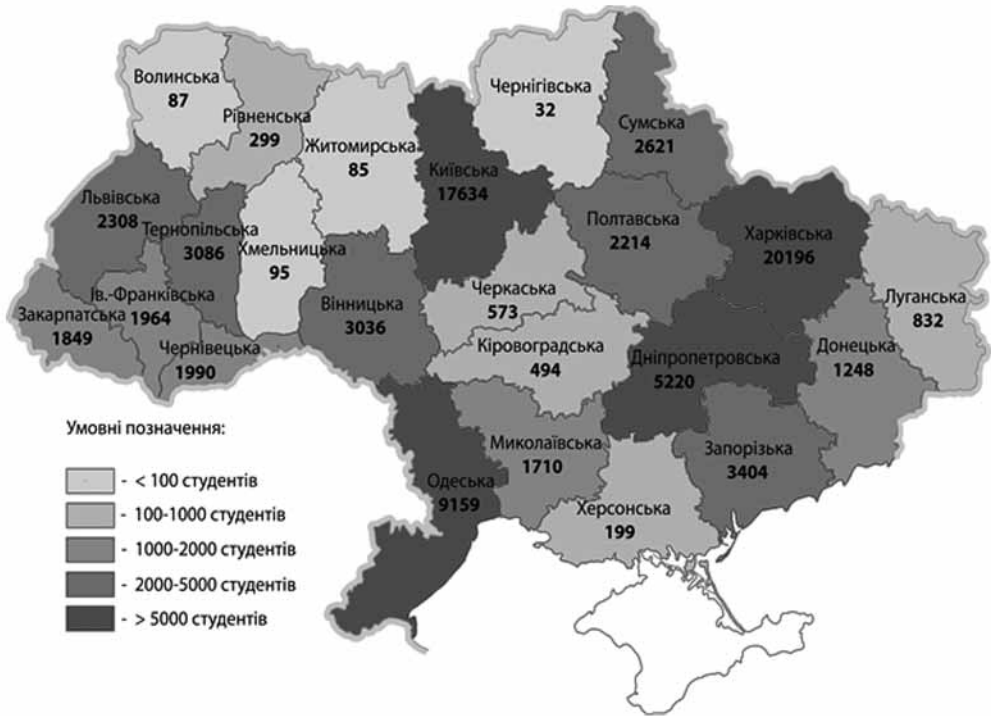 Волинська
87
Рівненська
299
Житомирська
85
Чернігівська
32
Сумська
2621
Київська
17634
Львівська
2308
Тернопільська
3086
Хмельницька
95
Полтавська
2214
Харківська
20196
Луганська
832
Закарпатська
1849
Ів.-Франківська
1964
Чернівецька
1990
Вінницька
3036
Черкаська
573
Кіровоградська
494
Дніпропетровська
5220
Донецька
1248
Миколаївська
1710
Запорізька
3404
Одеська
9159
Херсонська
199
Умовні позначення:
- < 100 студентів
- 100-1000 студентів
- 1000-2000 студентів
- 2000-5000 студентів
- > 5000 студентів